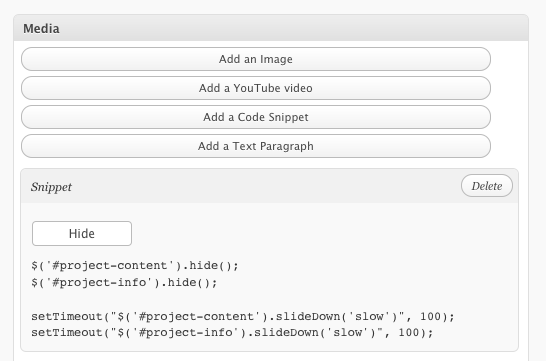 Media
Add an Image
Add a YouTube video
Add a Code Snippet
Add a Text Paragraph
Snippet
Delete
Hide
$('#project-content').hide();
$('#project-info').hide();
setTimeout("$('#project-content').slideDown('slow')", 100);
setTimeout("$('#project-info').slideDown('slow')", 100);